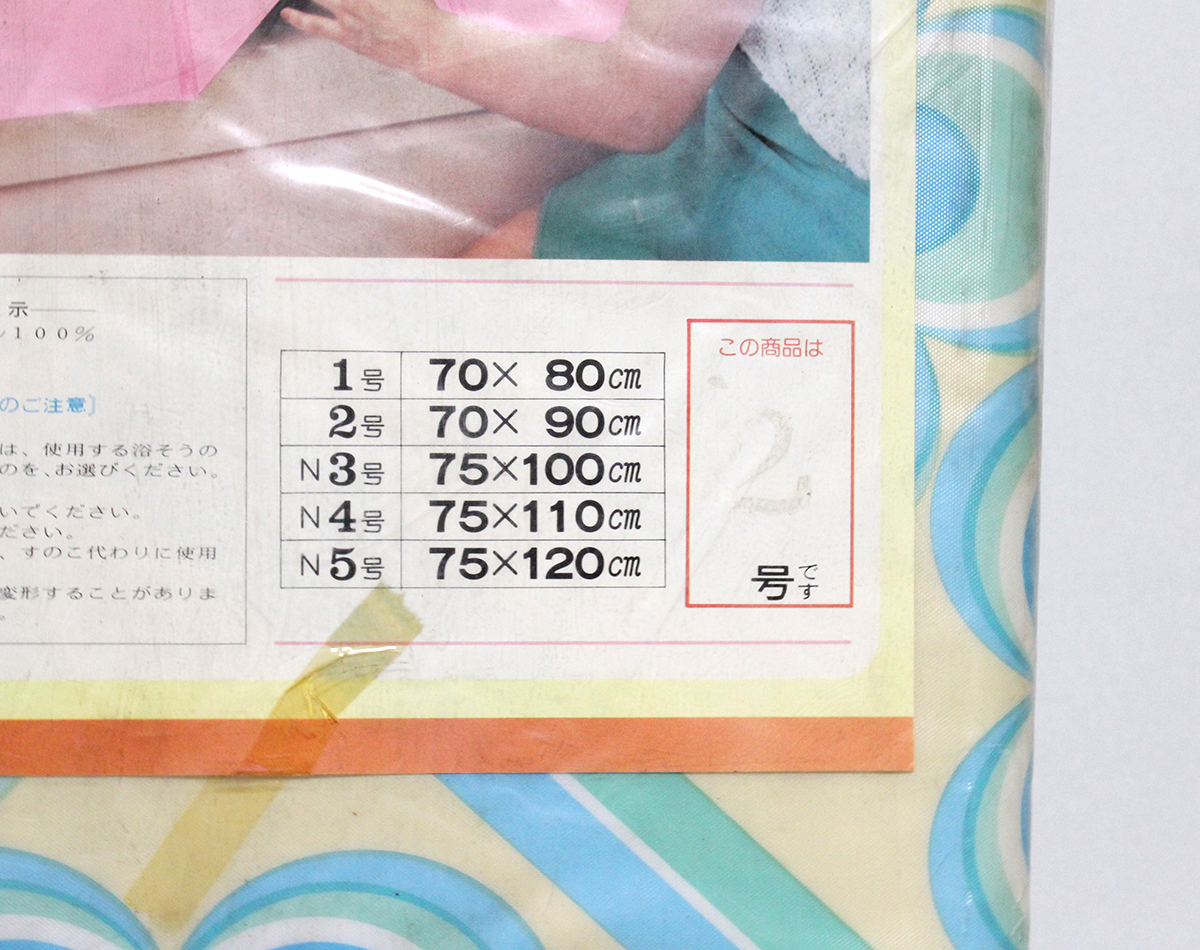 示
100%
のご注意〕
は、使用する浴そうの
のを、お選びください。
いでください。
ださい。
、すのこ代わりに使用
変形することがありま
。
1号 70× 80cm
2号 70× 90cm
N3号 75×100cm
N4号 75×110cm
N5号 75×120cm
この商品は
2
号です